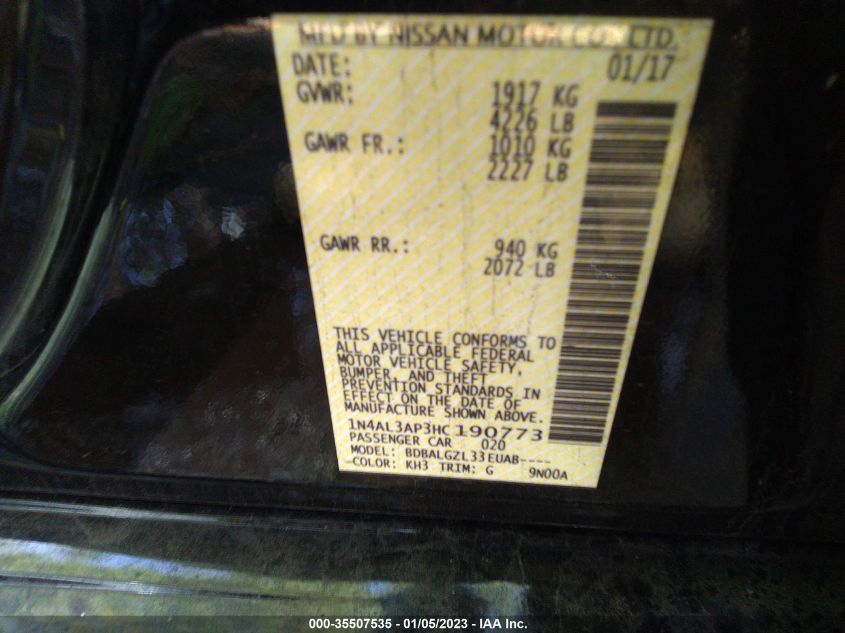 MFD BY NISSAN MOTOR CO., LTD.
DATE: 01/17
GVWR: 1917 KG
4226 LB
GAWR FR.: 1010 KG
2227 LB
GAWR RR.: 940 KG
2072 LB
THIS VEHICLE CONFORMS TO
ALL APPLICABLE FEDERAL
MOTOR VEHICLE SAFETY,
BUMPER, AND THEFT
PREVENTION STANDARDS IN
EFFECT ON THE DATE OF
MANUFACTURE SHOWN ABOVE.
1N4AL3AP3HC190773
PASSENGER CAR 020
MODEL: BDBALGZL33EUAB----
COLOR: KH3 TRIM: G 9N00A
000-35507535 - 01/05/2023 - IAA Inc.